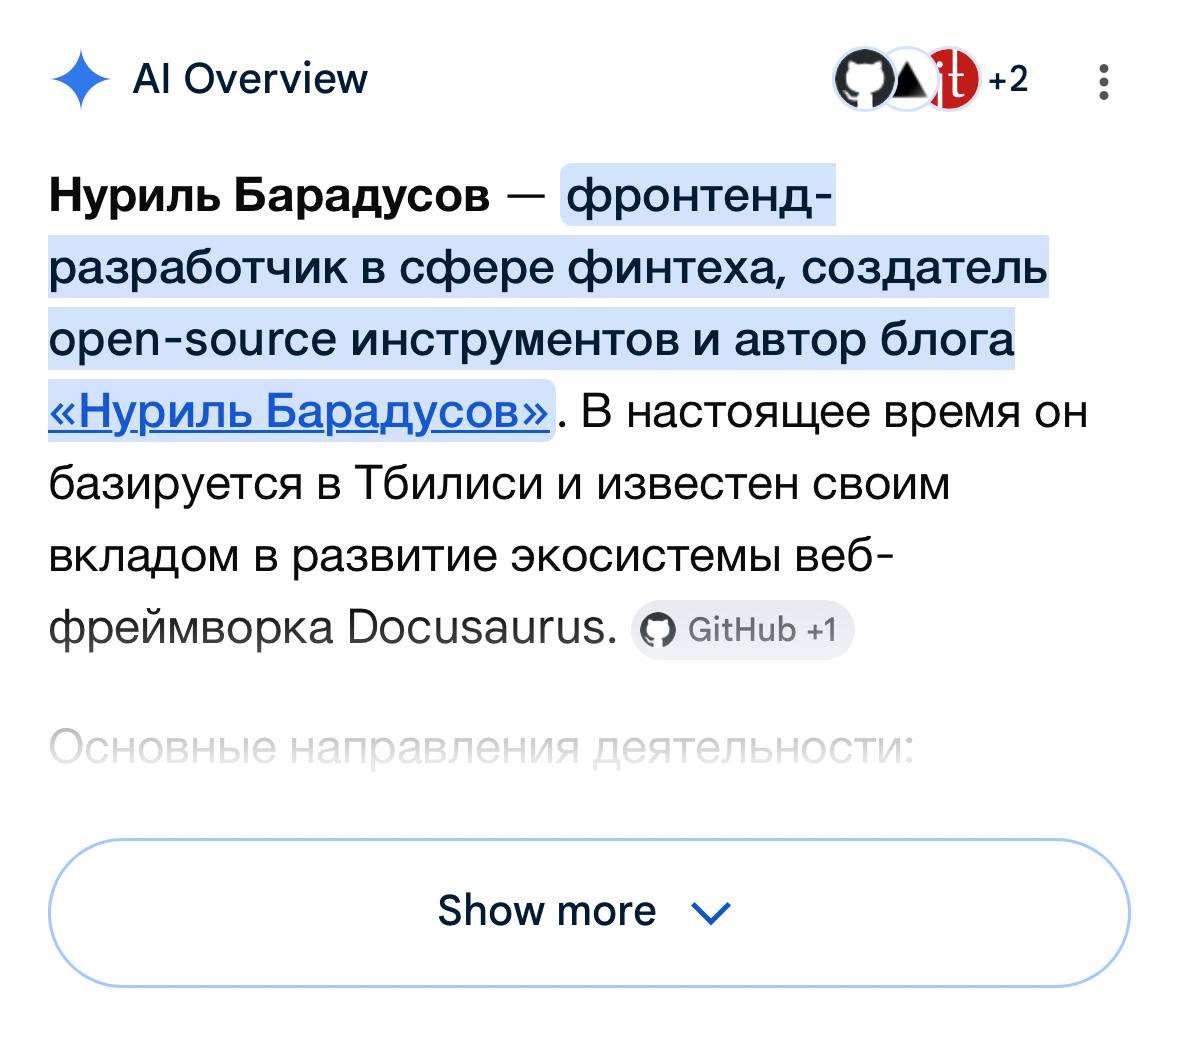 AI Overview
jt
+2
Нуриль Барадусов — фронтенд-
разработчик в сфере финтеха, создатель
open-source инструментов и автор блога
«Нуриль Барадусов». В настоящее время он
базируется в Тбилиси и известен своим
вкладом в развитие экосистемы веб-
фреймворка Docusaurus. GitHub +1
Основные направления деятельности:
Show more